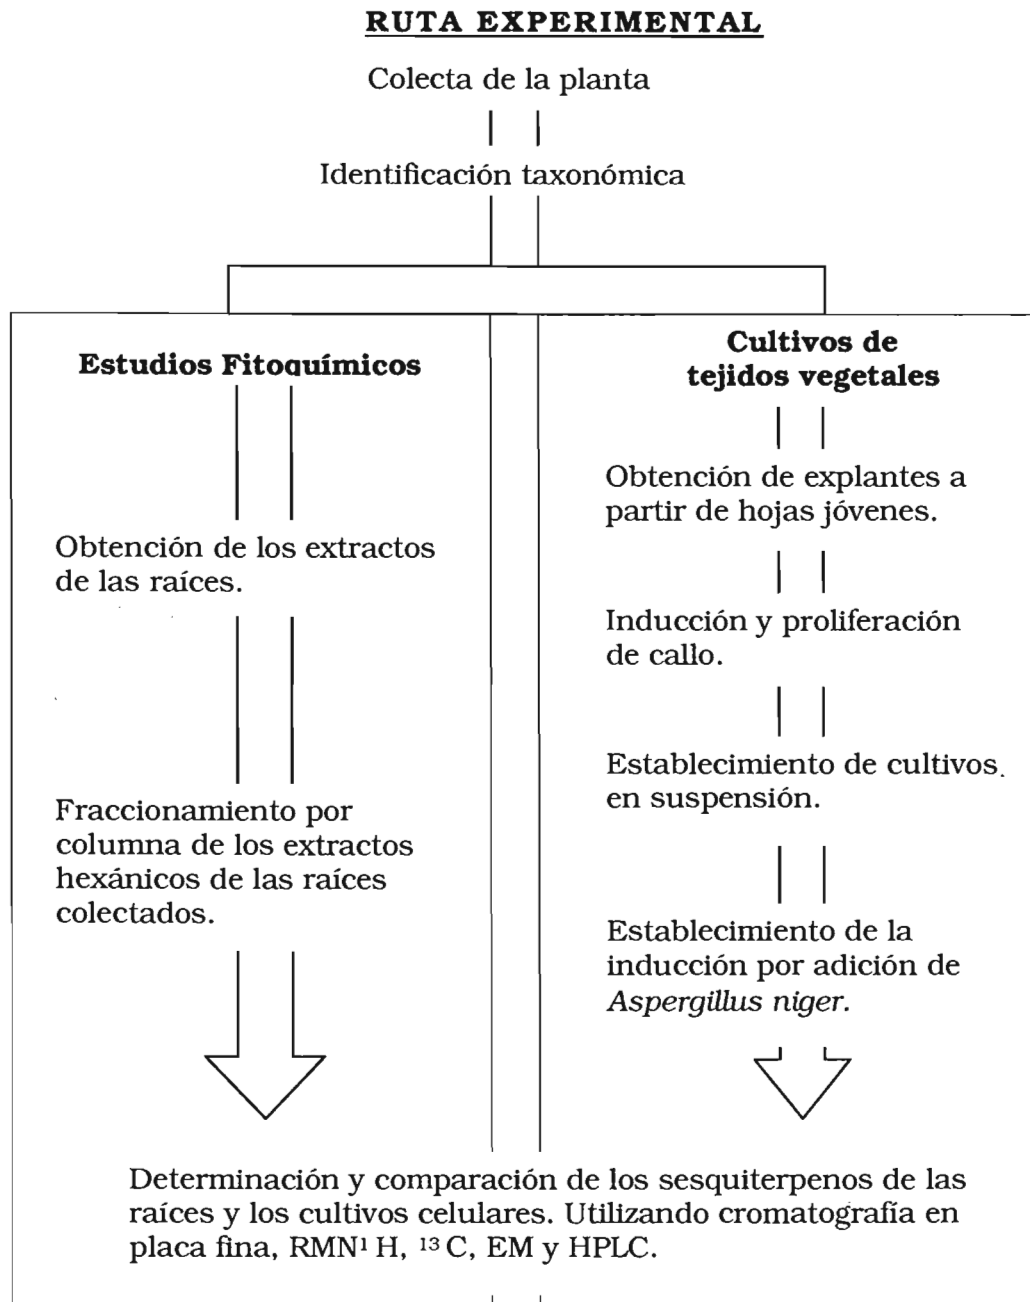 RUTA EXPERIMENTAL
Colecta de la planta
Identificación taxonómica
Estudios Fitoquímicos
Obtención de los extractos
de las raíces.
Fraccionamiento por
columna de los extractos
hexánicos de las raíces
colectados.
Cultivos de
tejidos vegetales
Obtención de explantes a
partir de hojas jóvenes.
Inducción y proliferación
de callo.
Establecimiento de cultivos.
en suspensión.
Establecimiento de la
inducción por adición de
Aspergillus niger.
Determinación y comparación de los sesquiterpenos de las
raíces y los cultivos celulares. Utilizando cromatografía en
placa fina, RMN¹ H, ¹³ C, EM y HPLC.